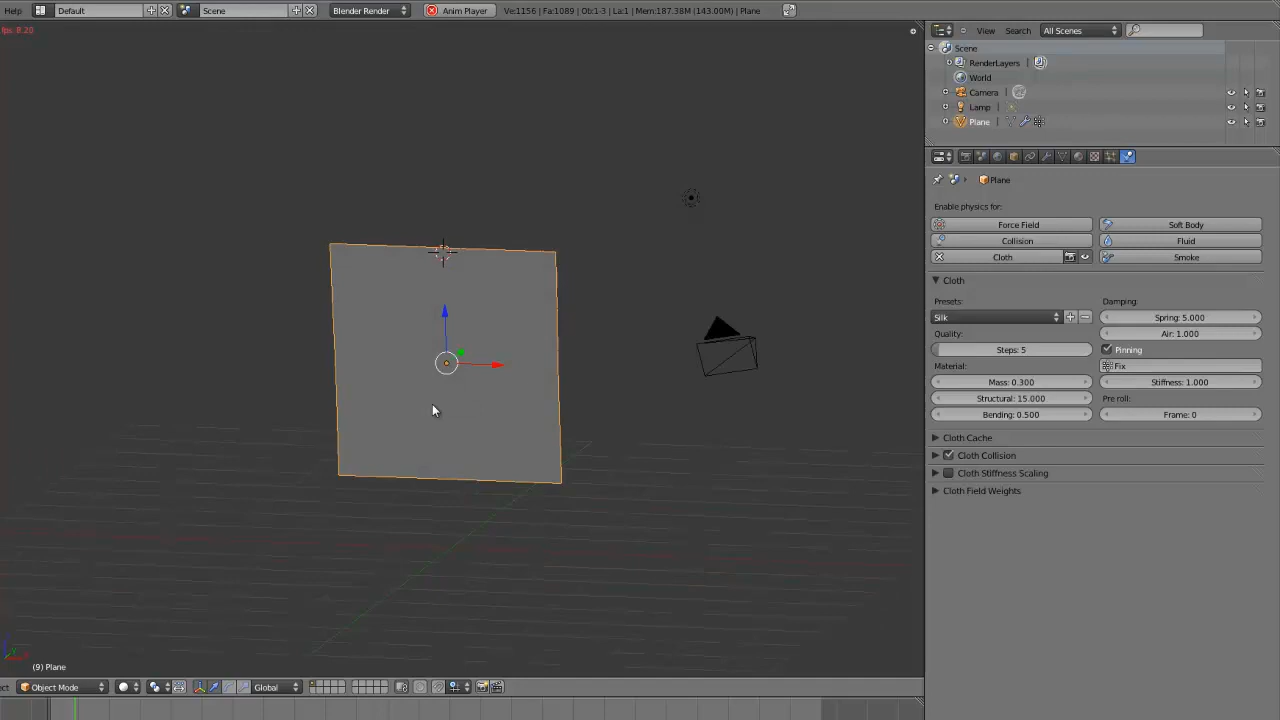 Help Default Scene Blender Render Anim Player Ve:1156 | Fa:1089 | Ob:1-3 | La:1 | Mem:187.38M (143.00M) | Plane
fps: 8.20
View Search All Scenes
Scene
RenderLayers
World
Camera
Lamp
Plane
Plane
Enable physics for:
Force Field Soft Body
Collision Fluid
Cloth Smoke
Cloth
Presets: Damping:
Silk Spring: 5.000
Quality: Air: 1.000
Steps: 5 Pinning
Material: Fix
Mass: 0.300 Stiffness: 1.000
Structural: 15.000 Pre roll:
Bending: 0.500 Frame: 0
Cloth Cache
Cloth Collision
Cloth Stiffness Scaling
Cloth Field Weights
(9) Plane
ect Object Mode Global